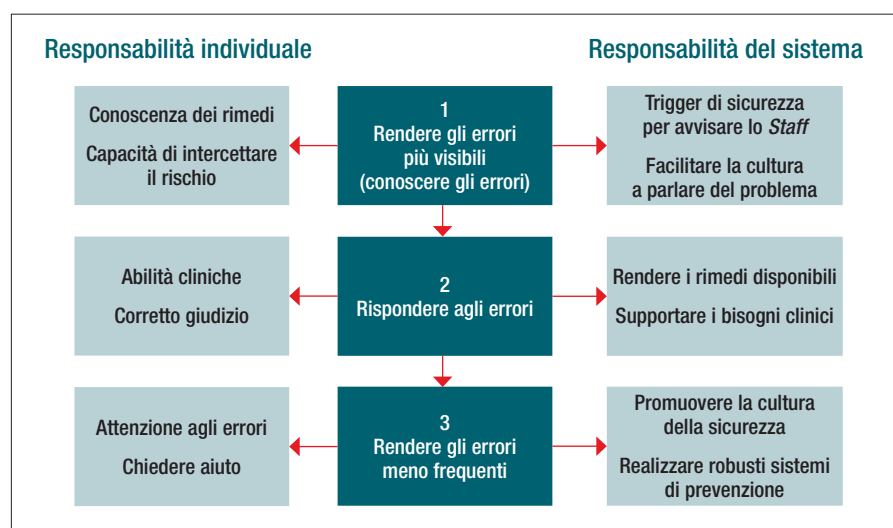 Responsabilità individuale
Responsabilità del sistema
Conoscenza dei rimedi
Capacità di intercettare
il rischio
1
Rendere gli errori
più visibili
(conoscere gli errori)
Trigger di sicurezza
per avvisare lo Staff
Facilitare la cultura
a parlare del problema
Abilità cliniche
Corretto giudizio
2
Rispondere agli errori
Rendere i rimedi disponibili
Supportare i bisogni clinici
Attenzione agli errori
Chiedere aiuto
3
Rendere gli errori
meno frequenti
Promuovere la cultura
della sicurezza
Realizzare robusti sistemi
di prevenzione